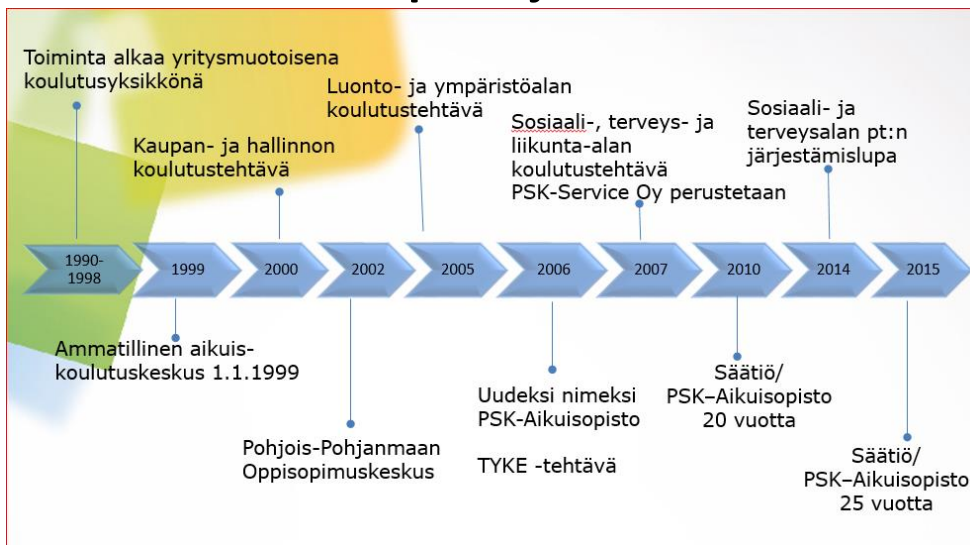 Toiminta alkaa yritysmuotoisena
koulutusyksikkönä
Kaupan- ja hallinnon
koulutustehtävä
Luonto- ja ympäristöalan
koulutustehtävä
Sosiaali-, terveys- ja
liikunta-alan
koulutustehtävä
PSK-Service Oy perustetaan
Sosiaali- ja
terveysalan pt:n
järjestämislupa
1990-
1998
1999
2000
2002
2005
2006
2007
2010
2014
2015
Ammatillinen aikuis-
koulutuskeskus 1.1.1999
Pohjois-Pohjanmaan
Oppisopimuskeskus
Uudeksi nimeksi
PSK-Aikuisopisto
TYKE -tehtävä
Säätiö/
PSK–Aikuisopisto
20 vuotta
Säätiö/
PSK–Aikuisopisto
25 vuotta